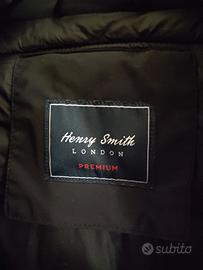 Henry Smith
LONDON
PREMIUM
subito